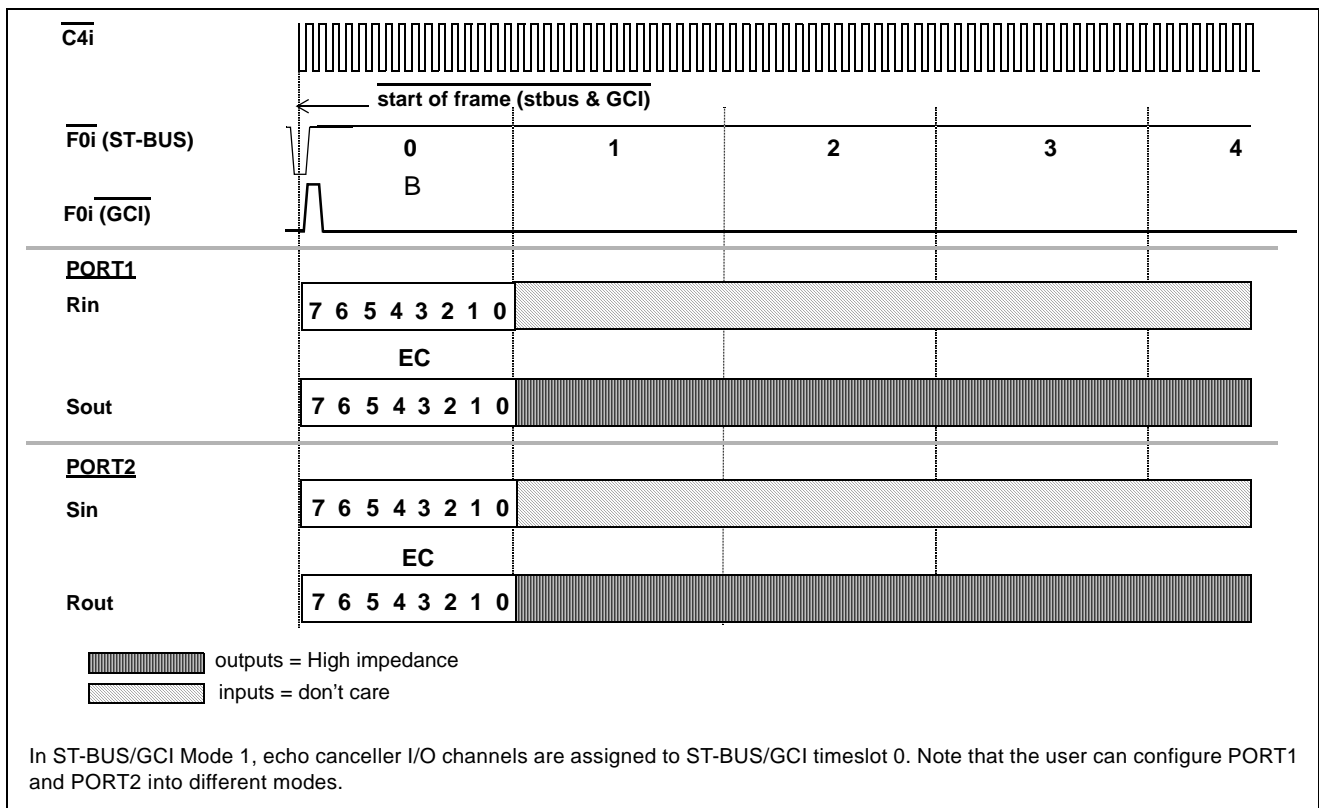 C4i
start of frame (stbus & GCI)
F0i (ST-BUS)
0 1 2 3 4
B
F0i (GCI)
PORT1
Rin
7 6 5 4 3 2 1 0
EC
Sout
7 6 5 4 3 2 1 0
PORT2
Sin
7 6 5 4 3 2 1 0
EC
Rout
7 6 5 4 3 2 1 0
outputs = High impedance
inputs = don't care
In ST-BUS/GCI Mode 1, echo canceller I/O channels are assigned to ST-BUS/GCI timeslot 0. Note that the user can configure PORT1
and PORT2 into different modes.